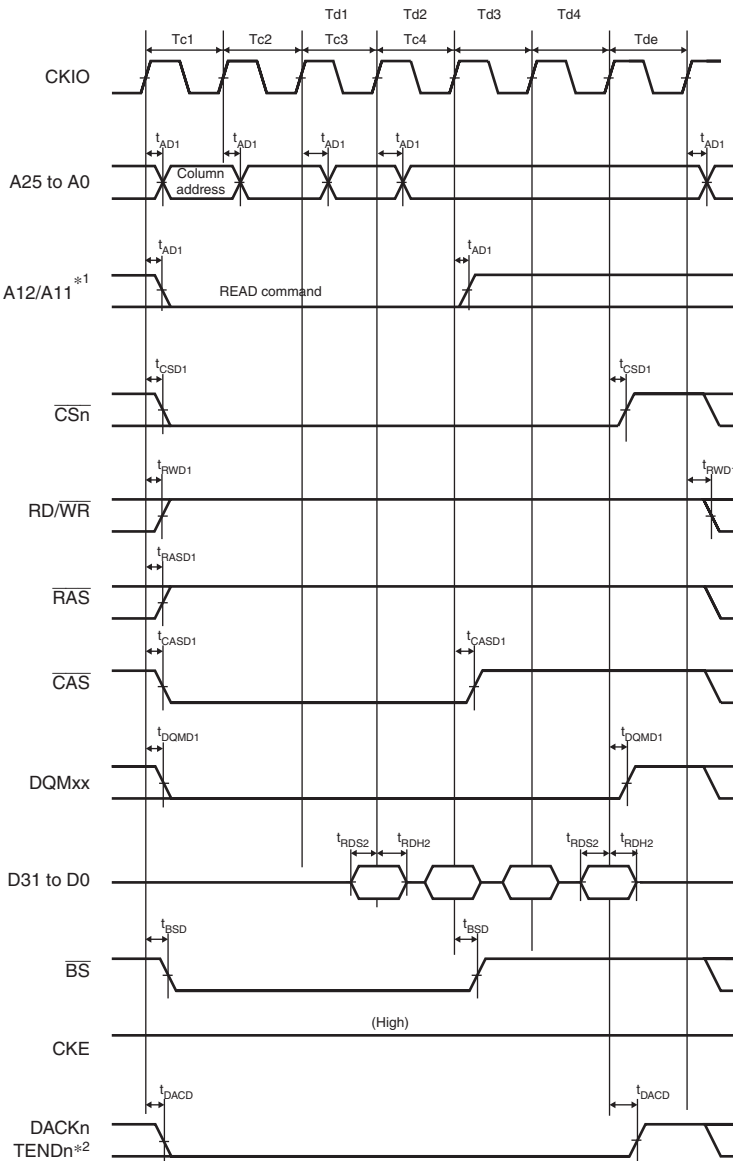 Td1 Td2 Td3 Td4
Tc1 Tc2 Tc3 Tc4 Tde
CKIO
tAD1 tAD1 tAD1 tAD1 tAD1
A25 to A0 Column
address
tAD1 tAD1
A12/A11*1 READ command
tCSD1 tCSD1
CSn
tRWD1 tRWD1
RD/WR
tRASD1
RAS
tCASD1 tCASD1
CAS
tDQMD1 tDQMD1
DQMxx
tRDS2 tRDH2 tRDS2 tRDH2
D31 to D0
tBSD tBSD
BS
(High)
CKE
tDACD tDACD
DACKn
TENDn*2